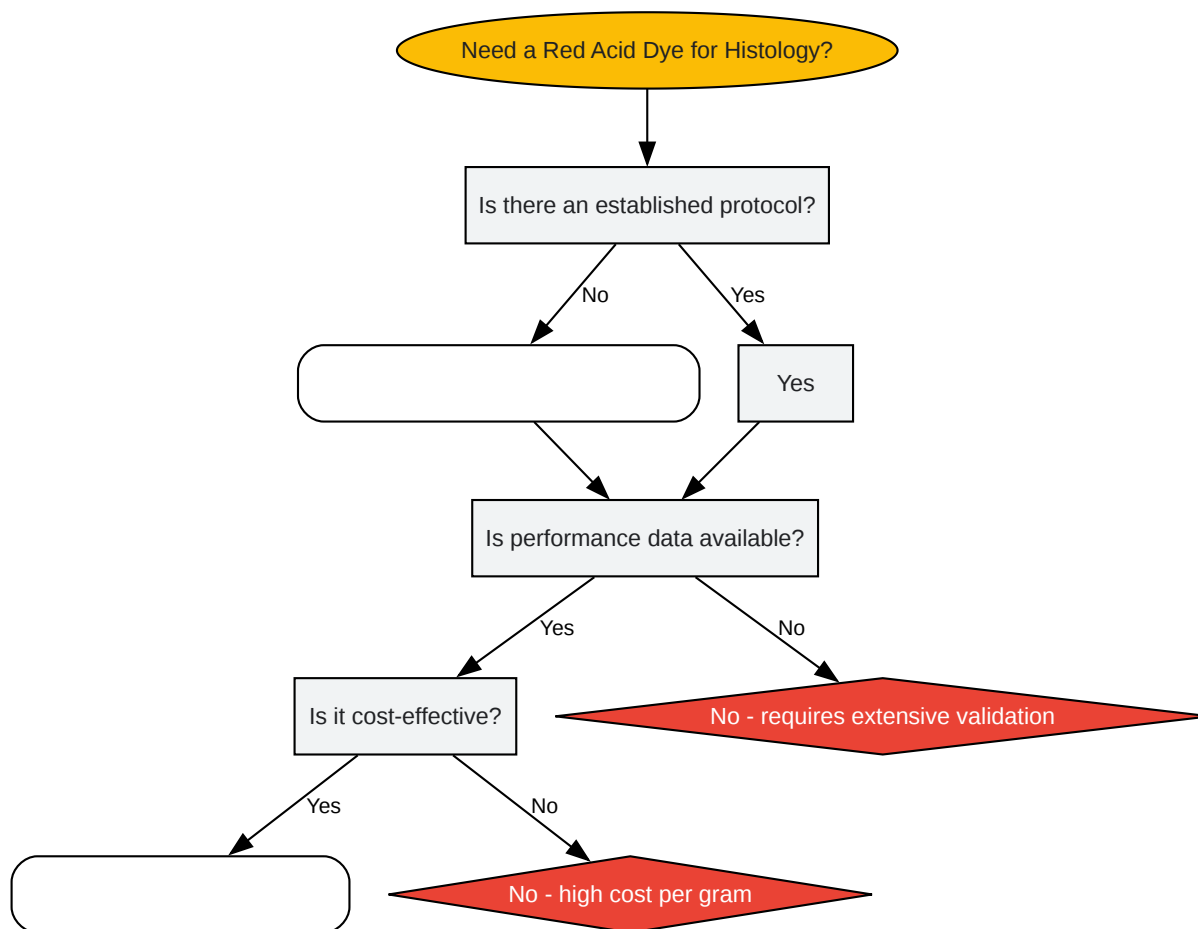 Need a Red Acid Dye for Histology?
Is there an established protocol?
No
Yes
Yes
Is performance data available?
Yes
No
Is it cost-effective?
No - requires extensive validation
Yes
No
No - high cost per gram